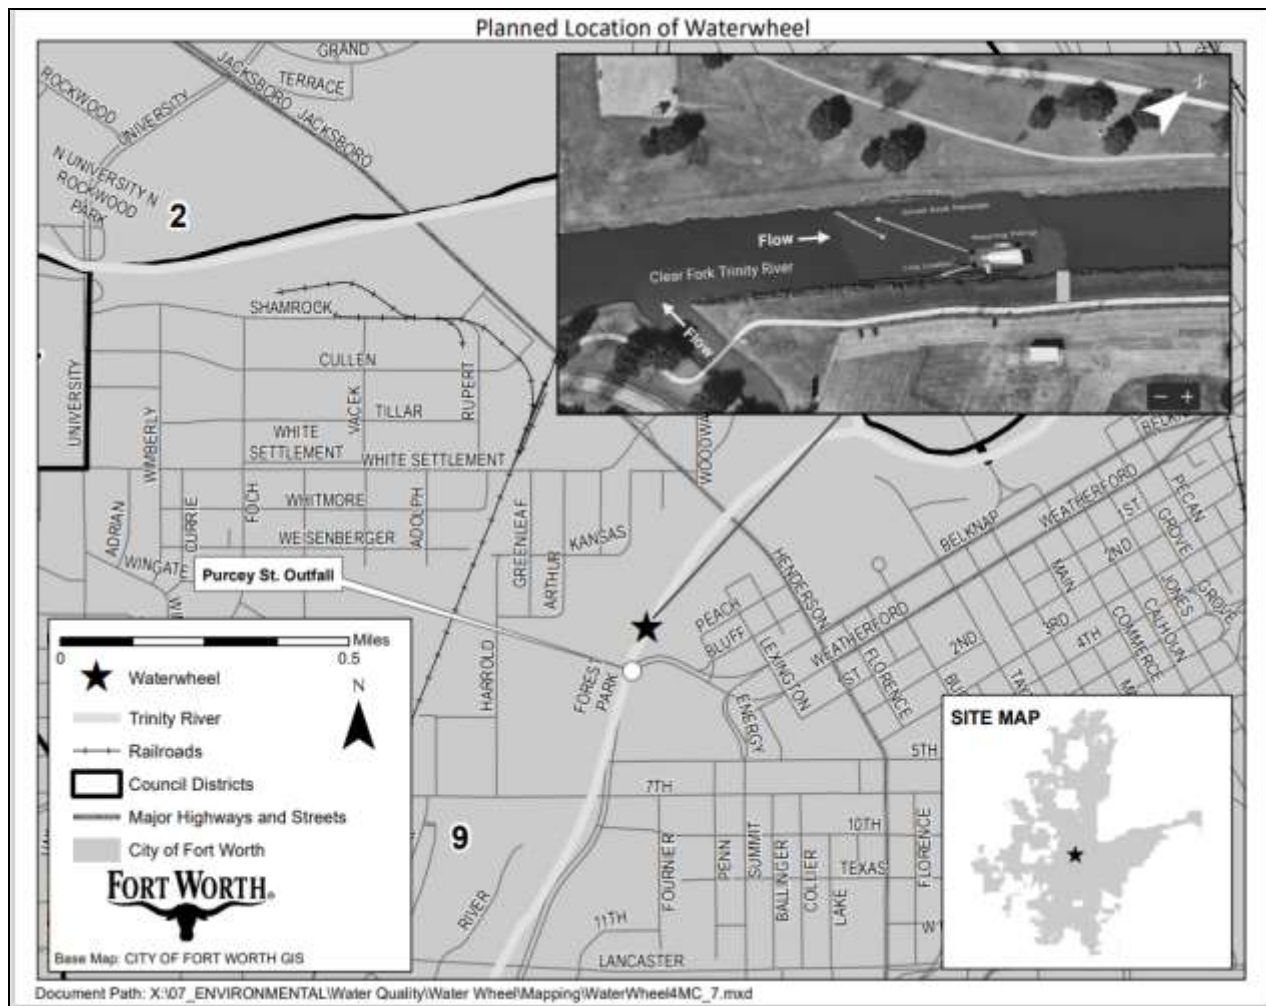 Planned Location of Waterwheel
GRAND
TERRACE
JACKSBORO
JACKSBORO
ROCKWOOD
UNIVERSITY
N UNIVERSITY N
ROCKWOOD
PARK
2
Flow
Clear Fork Trinity River
Flow
− +
SHAMROCK
CULLEN
UNIVERSITY
WIMBERLY
VACEK
TILLAR
RUPERT
WHITE
SETTLEMENT
WHITE SETTLEMENT
WOODWA
BELKN
FOCH
WHITMORE
ADOLPH
WEISENBERGER
ADRIAN
CURRIE
WINGATE
GREENLEAF
ARTHUR
KANSAS
HENDERSON
BELKNAP
WEATHERFORD
1ST
2ND
PECAN
GROVE
JONES
GROVE
MAIN
3RD
4TH
COMMERCE
CALHOUN
Purcey St. Outfall
PEACH
BLUFF
LEXINGTON
WEATHERFORD
1ST
FLORENCE
2ND
BU
TAY
HARROLD
FOREST
PARK
ENERGY
5TH
7TH
9
10TH
TEXAS
FLORENCE
FOURNIER
PENN
SUMMIT
BALLINGER
COLLIER
LAKE
RIVER
11TH
LANCASTER
W
Miles
0 0.5
Waterwheel
N
Trinity River
Railroads
Council Districts
Major Highways and Streets
City of Fort Worth
FORT WORTH®
Base Map: CITY OF FORT WORTH GIS
SITE MAP
Document Path: X:\07_ENVIRONMENTAL\Water Quality\Water Wheel\Mapping\WaterWheel4MC_7.mxd